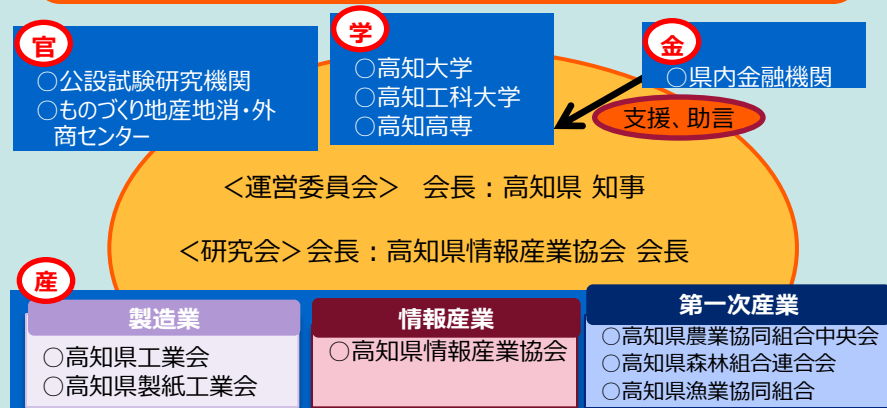 官
○公設試験研究機関
○ものづくり地産地消・外
商センター
学
○高知大学
○高知工科大学
○高知高専
金
○県内金融機関
支援、助言
＜運営委員会＞　会長：高知県 知事
＜研究会＞会長：高知県情報産業協会 会長
産
製造業
○高知県工業会
○高知県製紙工業会
情報産業
○高知県情報産業協会
第一次産業
○高知県農業協同組合中央会
○高知県森林組合連合会
○高知県漁業協同組合